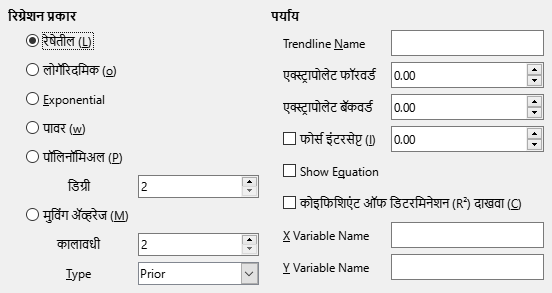 रिग्रेशन प्रकार
रेषेतील (L)
लोगॅरिदमिक (o)
Exponential
पावर (w)
पॉलिनॉमिअल (P)
डिग्री 2
मुविंग ॲव्हरेज (M)
कालावधी 2
Type Prior
पर्याय
Trendline Name
एक्स्ट्रापोलेट फॉरवर्ड 0.00
एक्स्ट्रापोलेट बॅकवर्ड 0.00
फोर्स इंटरसेप्ट (I) 0.00
Show Equation
कोइफिशिएंट ऑफ डिटरमिनेशन (R²) दाखवा (C)
X Variable Name
Y Variable Name